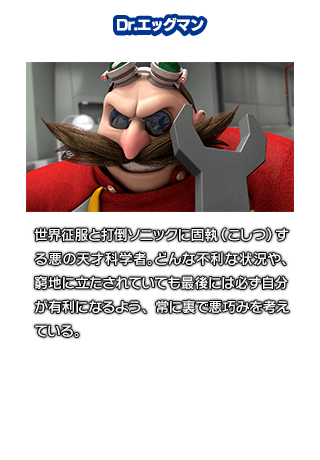 Dr.エッグマン
世界征服と打倒ソニックに固執（こしつ）す
る悪の天才科学者。どんな不利な状況や、
窮地に立たされていても最後には必ず自分
が有利になるよう、常に裏で悪巧みを考え
ている。